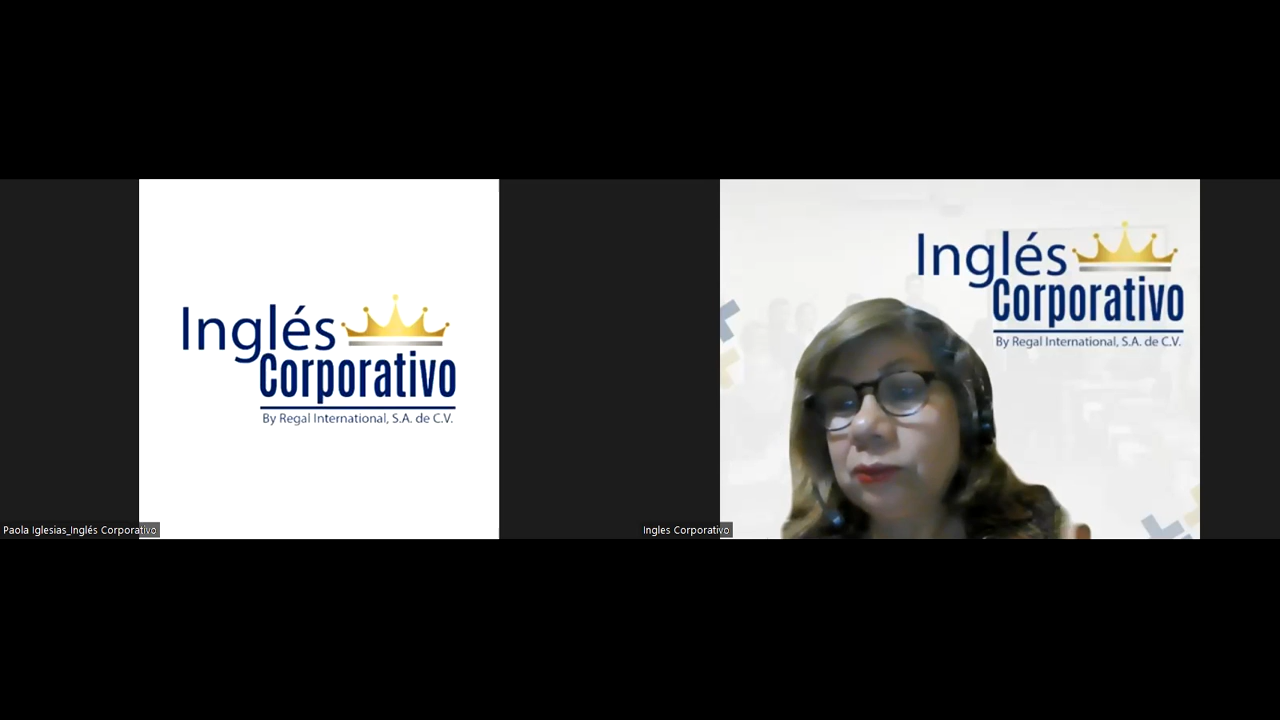 Inglés
Corporativo
By Regal International, S.A. de C.V.
Paola Iglesias_Inglés Corporativo
Inglés
Corporativo
By Regal International, S.A. de C.V.
Ingles Corporativo